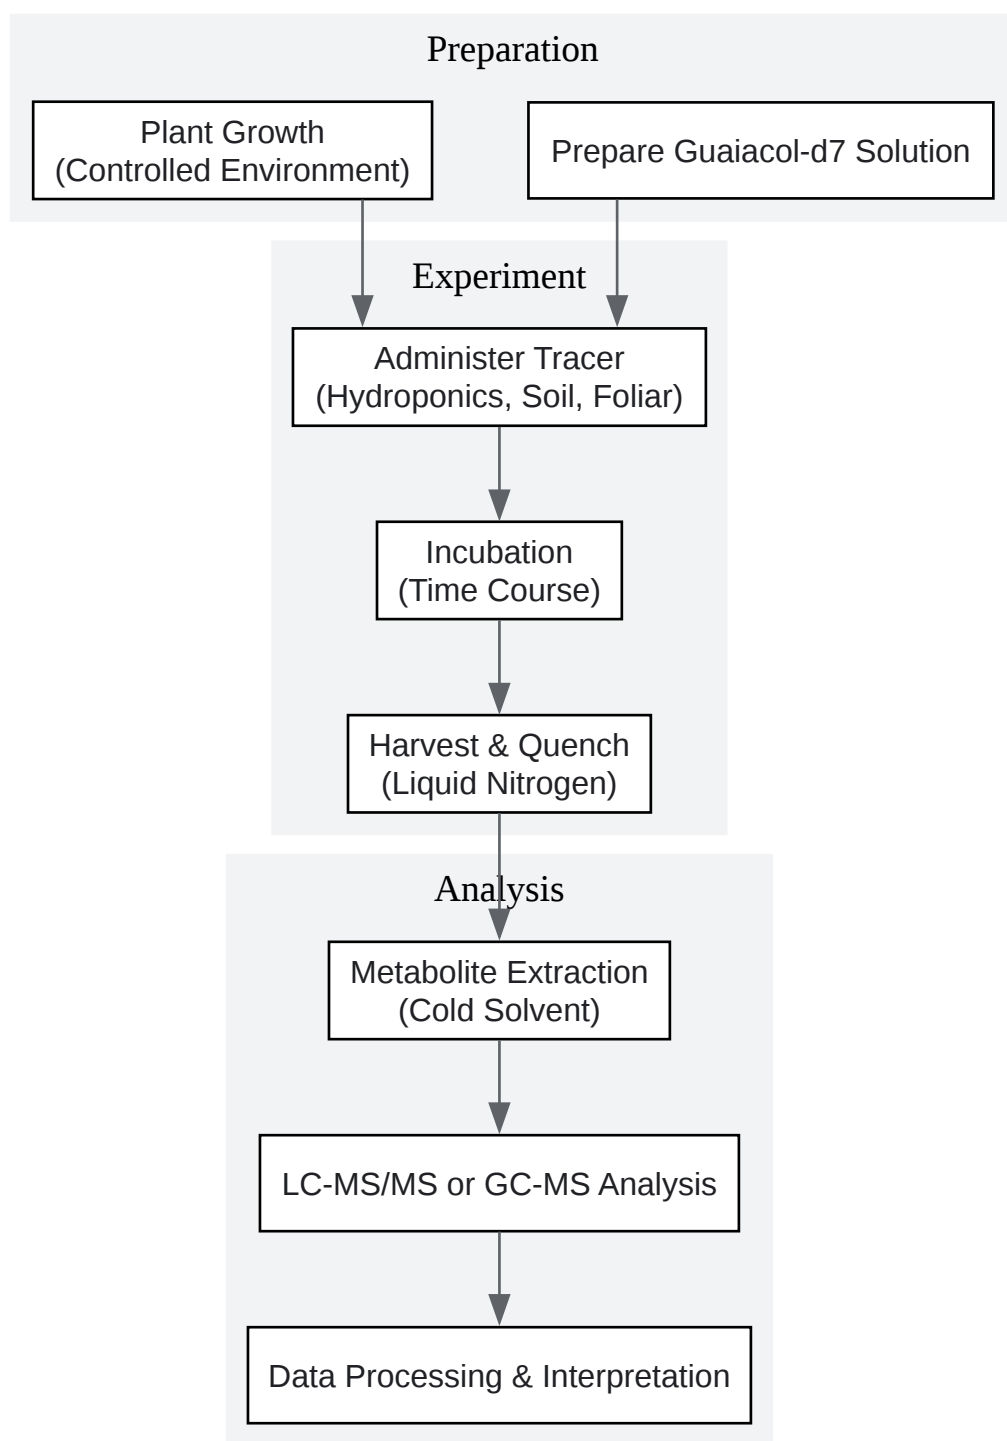 Preparation
Plant Growth
(Controlled Environment)
Prepare Guaiacol-d7 Solution
Experiment
Administer Tracer
(Hydroponics, Soil, Foliar)
Incubation
(Time Course)
Harvest & Quench
(Liquid Nitrogen)
Analysis
Metabolite Extraction
(Cold Solvent)
LC-MS/MS or GC-MS Analysis
Data Processing & Interpretation